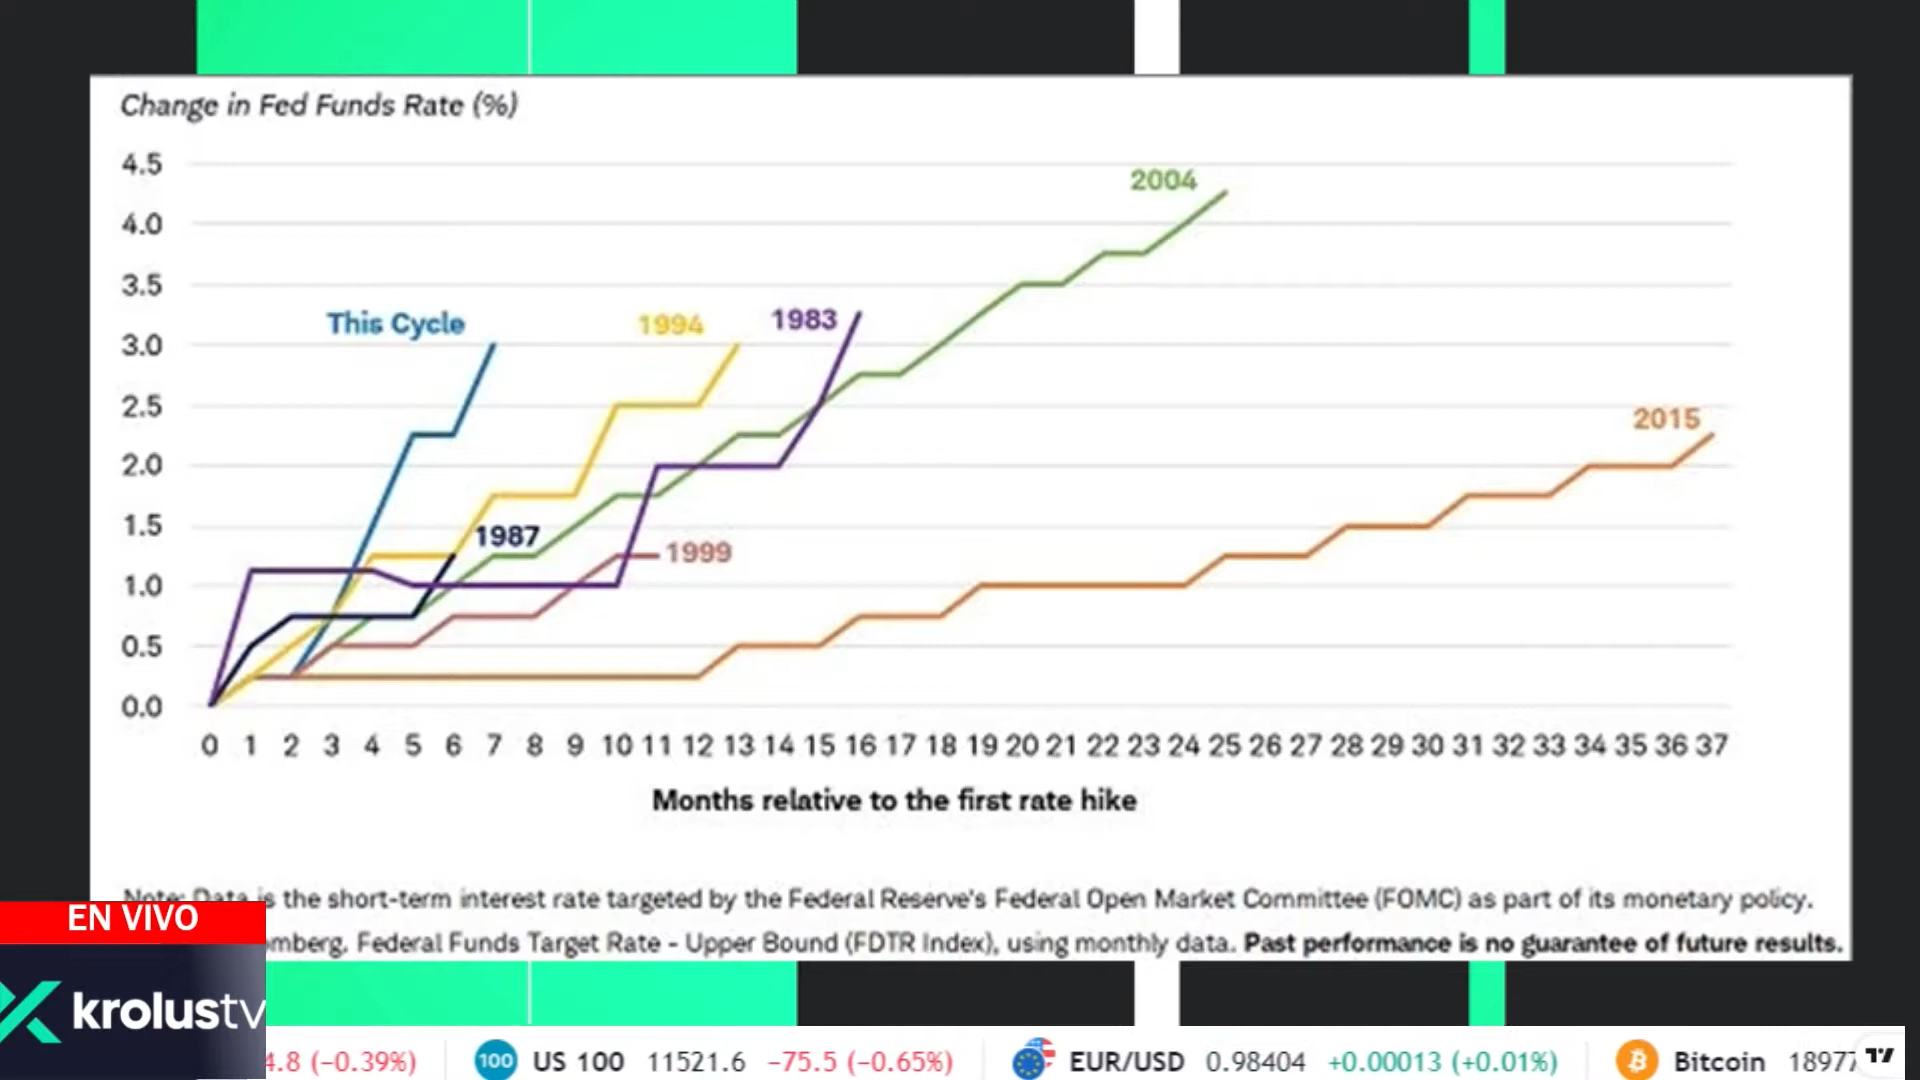 Change in Fed Funds Rate (%)
4.5
4.0
3.5
3.0
2.5
2.0
1.5
1.0
0.5
0.0
2004
This Cycle
1994
1983
2015
1987
1999
0 1 2 3 4 5 6 7 8 9 10 11 12 13 14 15 16 17 18 19 20 21 22 23 24 25 26 27 28 29 30 31 32 33 34 35 36 37
Months relative to the first rate hike
Note: Data is the short-term interest rate targeted by the Federal Reserve's Federal Open Market Committee (FOMC) as part of its monetary policy.
omberg. Federal Funds Target Rate - Upper Bound (FDTR Index), using monthly data. Past performance is no guarantee of future results.
EN VIVO
krolustv
4.8 (−0.39%) 100 US 100 11521.6 −75.5 (−0.65%) EUR/USD 0.98404 +0.00013 (+0.01%) Bitcoin 18977